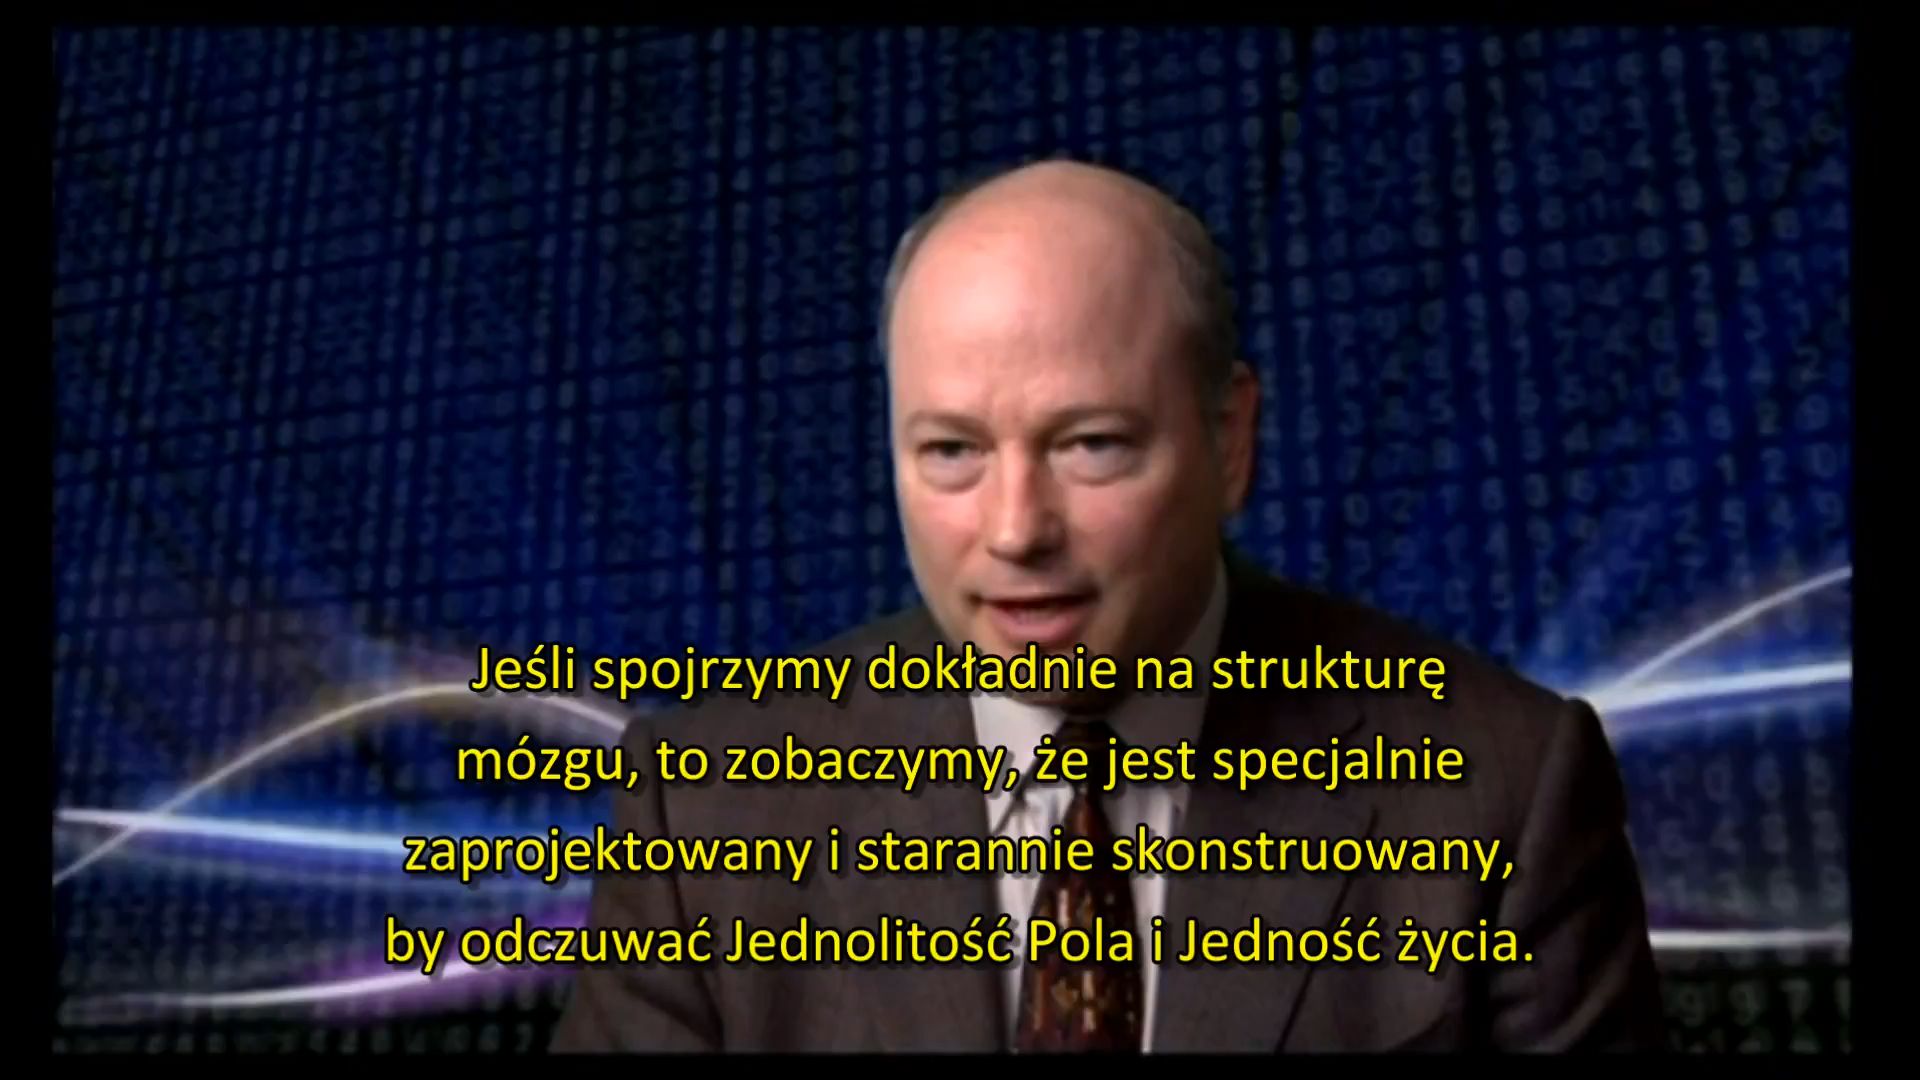 Jeśli spojrzymy dokładnie na strukturę
mózgu, to zobaczymy, że jest specjalnie
zaprojektowany i starannie skonstruowany,
by odczuwać Jednolitość Pola i Jedność życia.